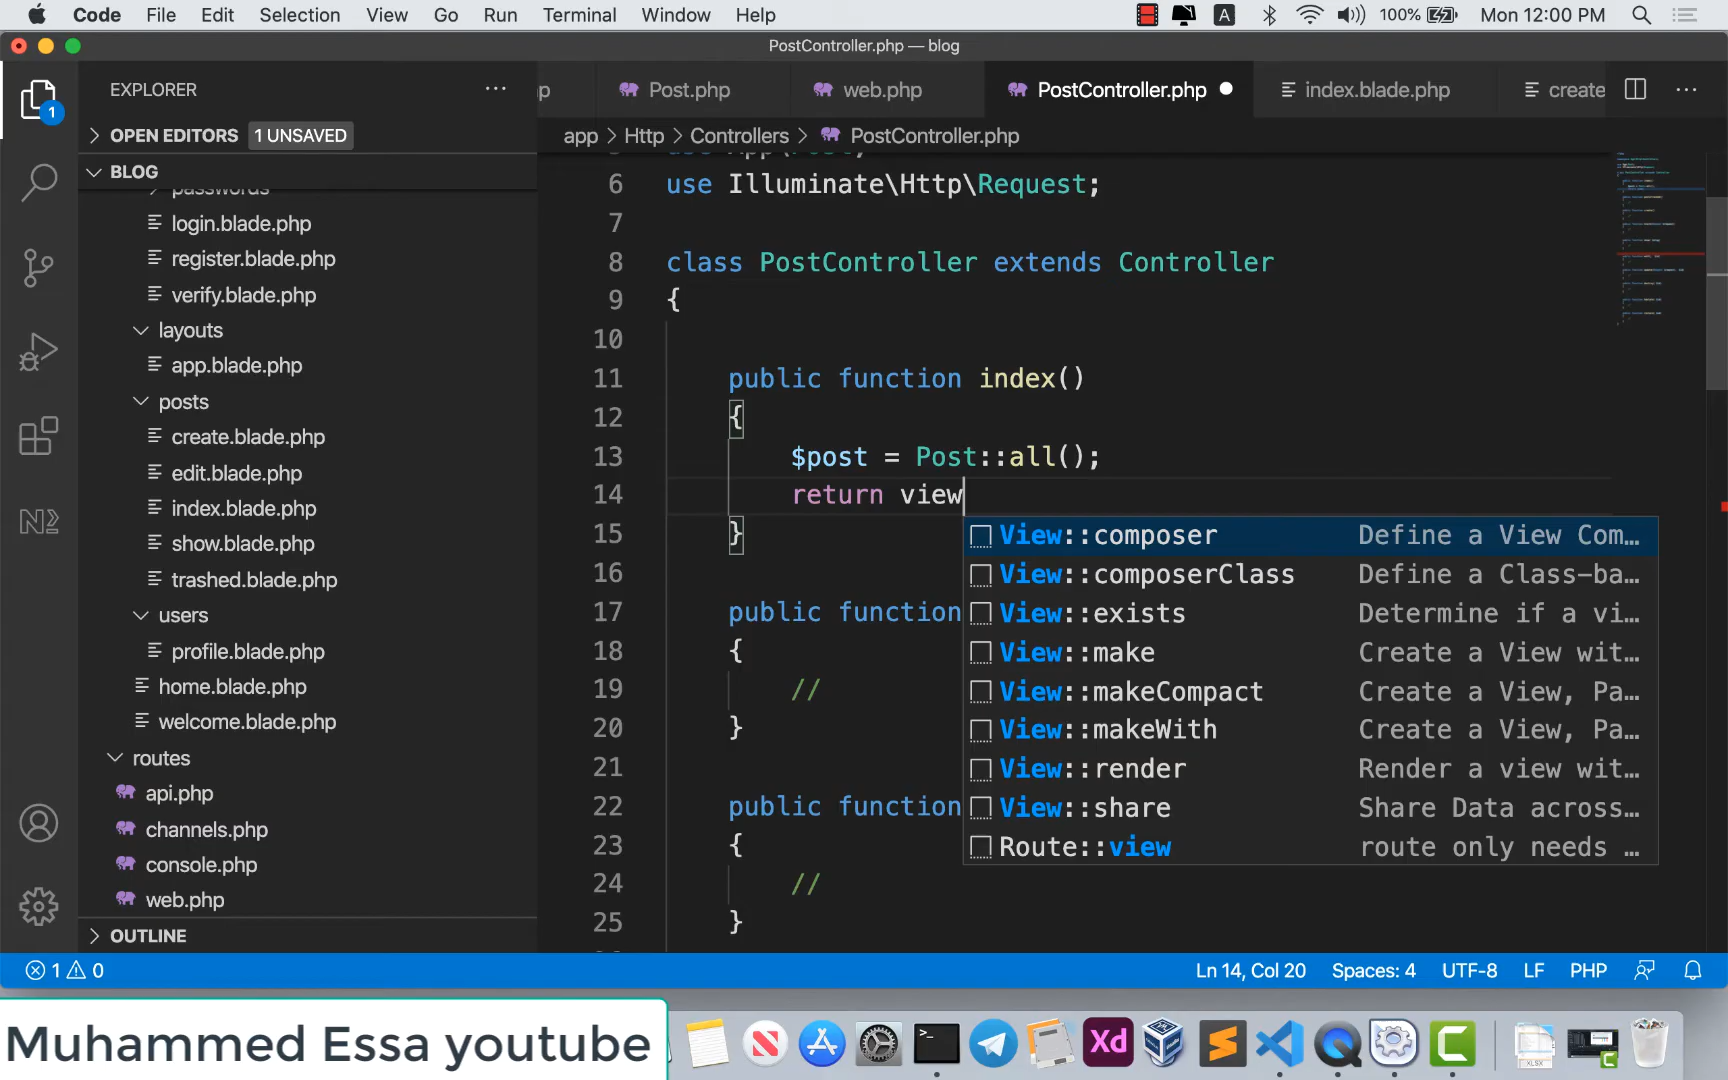 Code File Edit Selection View Go Run Terminal Window Help A 100% Mon 12:00 PM
PostController.php — blog
EXPLORER
Post.php web.php PostController.php index.blade.php create
OPEN EDITORS 1 UNSAVED
app > Http > Controllers > PostController.php
BLOG
passwords
login.blade.php
register.blade.php
verify.blade.php
layouts
app.blade.php
posts
create.blade.php
edit.blade.php
index.blade.php
show.blade.php
trashed.blade.php
users
profile.blade.php
home.blade.php
welcome.blade.php
routes
api.php
channels.php
console.php
web.php
OUTLINE
6 use Illuminate\Http\Request;
7
8 class PostController extends Controller
9 {
10
11 public function index()
12 {
13 $post = Post::all();
14 return view
15 }
16
17 public function
18 {
19 //
20 }
21
22 public function
23 {
24 //
25 }
View::composer Define a View Com…
View::composerClass Define a Class-ba…
View::exists Determine if a vi…
View::make Create a View wit…
View::makeCompact Create a View, Pa…
View::makeWith Create a View, Pa…
View::render Render a view wit…
View::share Share Data across…
Route::view route only needs …
1 0 Ln 14, Col 20 Spaces: 4 UTF-8 LF PHP
Muhammed Essa youtube
Xd
XLSX